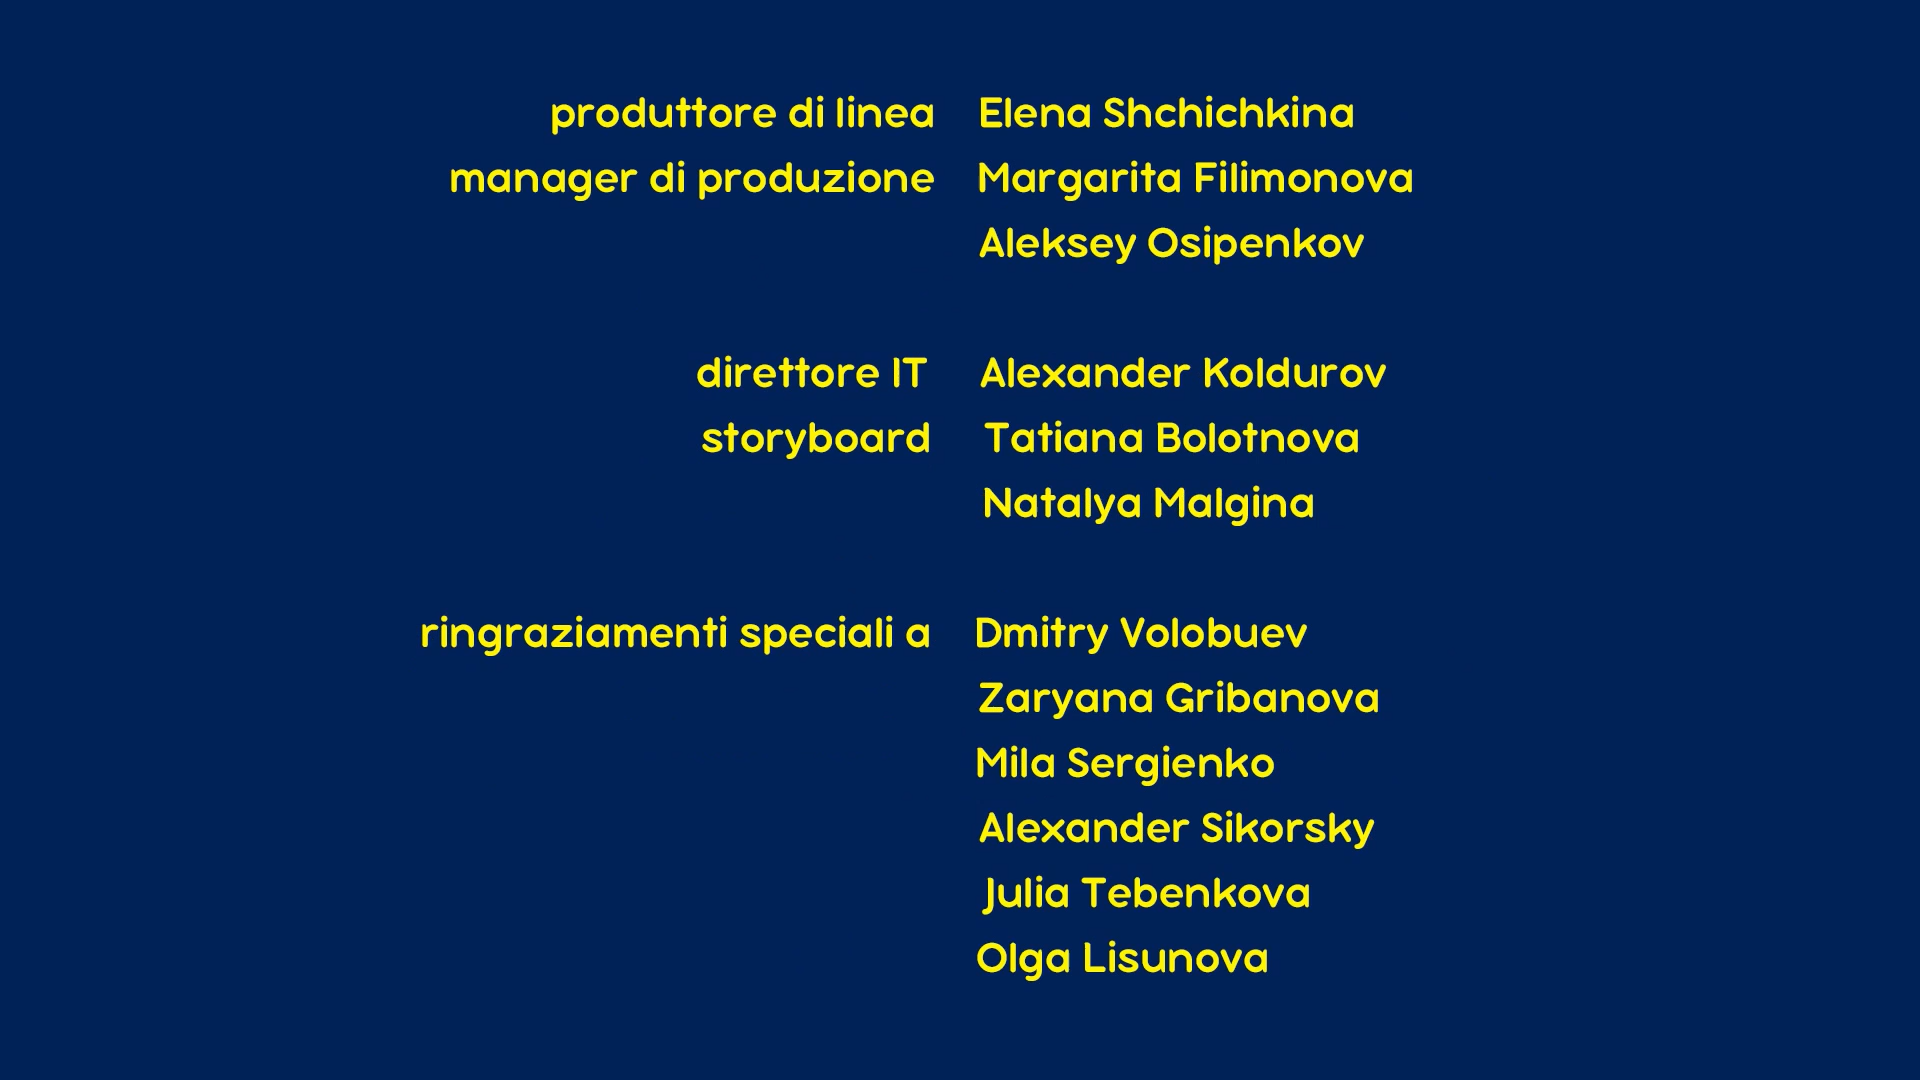 produttore di linea Elena Shchichkina
manager di produzione Margarita Filimonova
Aleksey Osipenkov
direttore IT Alexander Koldurov
storyboard Tatiana Bolotnova
Natalya Malgina
ringraziamenti speciali a Dmitry Volobuev
Zaryana Gribanova
Mila Sergienko
Alexander Sikorsky
Julia Tebenkova
Olga Lisunova